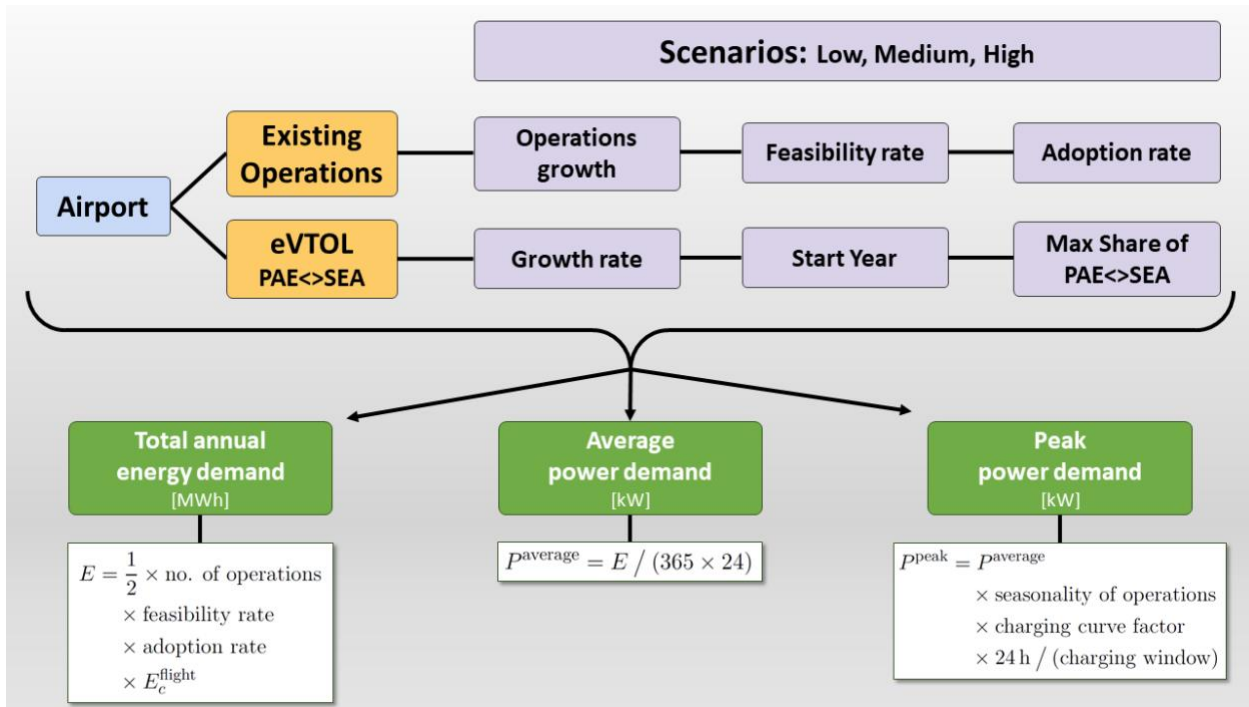 Scenarios: Low, Medium, High
Existing
Operations
Operations
growth
Feasibility rate
Adoption rate
Airport
eVTOL
PAE<>SEA
Growth rate
Start Year
Max Share of
PAE<>SEA
Total annual
energy demand
[MWh]
Average
power demand
[kW]
Peak
power demand
[kW]
E = 1/2 × no. of operations
× feasibility rate
× adoption rate
× E_c^flight
P^average = E / (365 × 24)
P^peak = P^average
× seasonality of operations
× charging curve factor
× 24 h / (charging window)